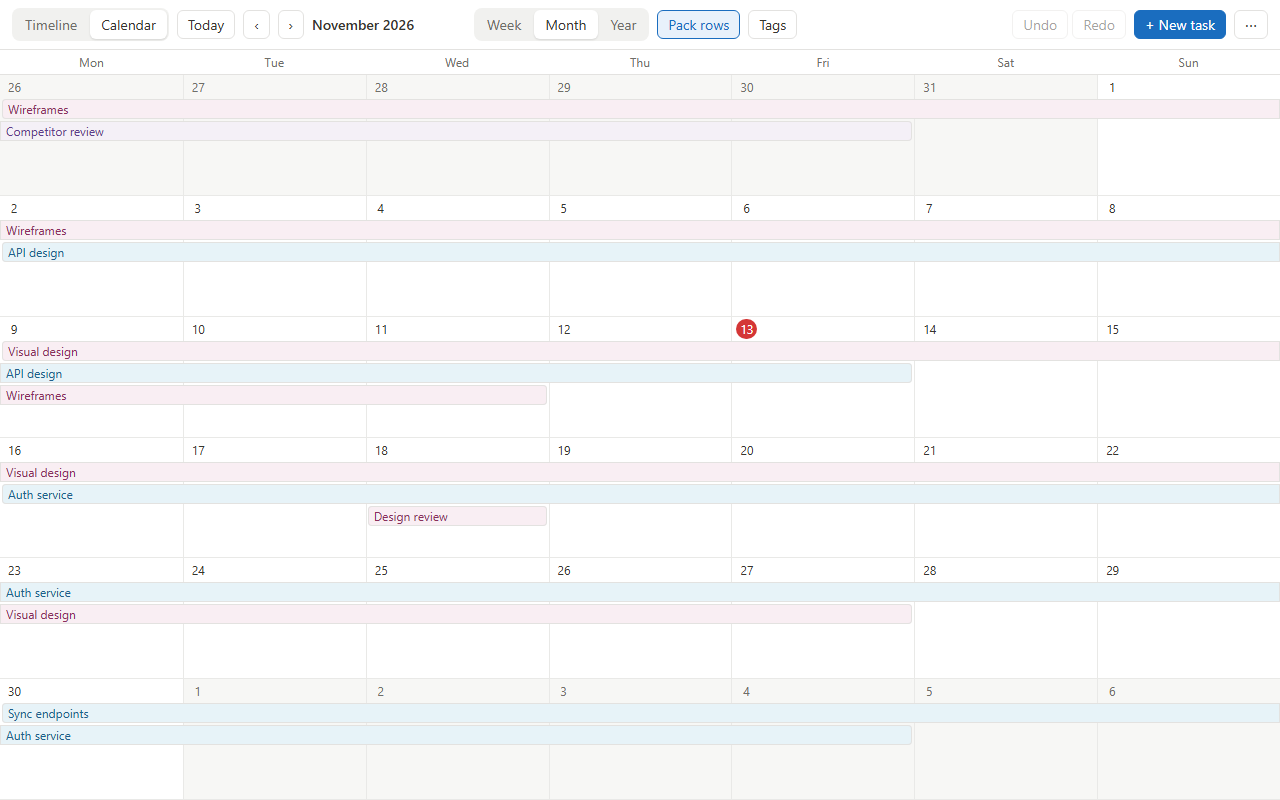 Timeline Calendar Today ‹ › November 2026 Week Month Year Pack rows Tags Undo Redo + New task ···
Mon Tue Wed Thu Fri Sat Sun
26 27 28 29 30 31 1
Wireframes
Competitor review
2 3 4 5 6 7 8
Wireframes
API design
9 10 11 12 13 14 15
Visual design
API design
Wireframes
16 17 18 19 20 21 22
Visual design
Auth service
Design review
23 24 25 26 27 28 29
Auth service
Visual design
30 1 2 3 4 5 6
Sync endpoints
Auth service